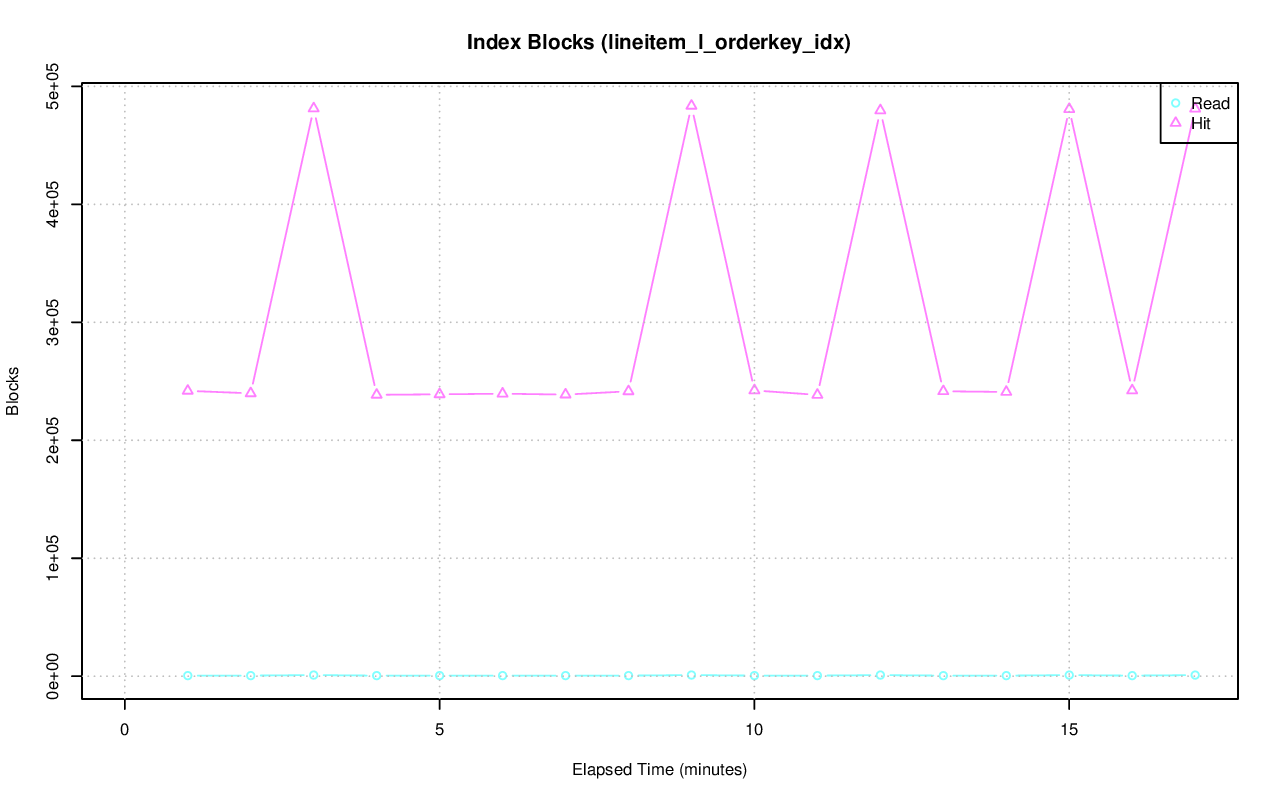 Index Blocks (lineitem_l_orderkey_idx)
Read
Hit
Blocks
5e+05
4e+05
3e+05
2e+05
1e+05
0e+00
0 5 10 15
Elapsed Time (minutes)